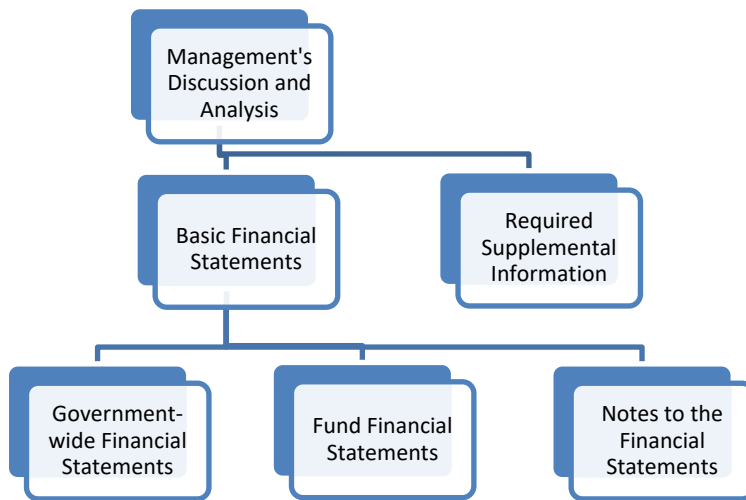 Management's
Discussion and
Analysis
Basic Financial
Statements
Required
Supplemental
Information
Government-
wide Financial
Statements
Fund Financial
Statements
Notes to the
Financial
Statements